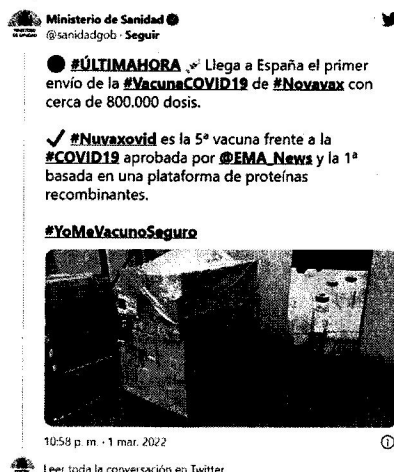 Ministerio de Sanidad
@sanidadgob · Seguir
#ÚLTIMAHORA Llega a España el primer
envío de la #VacunaCOVID19 de #Novavax con
cerca de 800.000 dosis.
#Nuvaxovid es la 5ª vacuna frente a la
#COVID19 aprobada por @EMA_News y la 1ª
basada en una plataforma de proteínas
recombinantes.
#YoMeVacunoSeguro
10:58 p. m. · 1 mar. 2022
Leer toda la conversación en Twitter